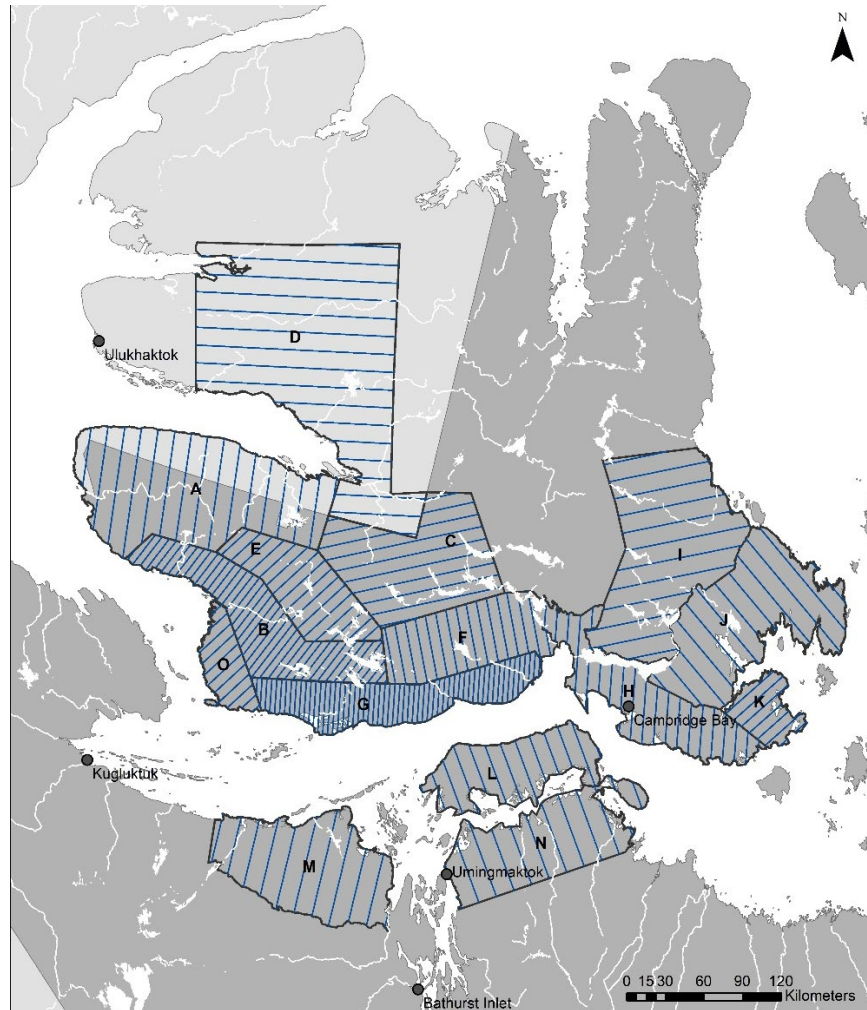 N
D
Ulukhaktok
A
E
C
I
B
F
J
O
G
H
K
Cambridge Bay
L
Kugluktuk
M
N
Umingmaktok
0 15 30 60 90 120
Kilometers
Bathurst Inlet